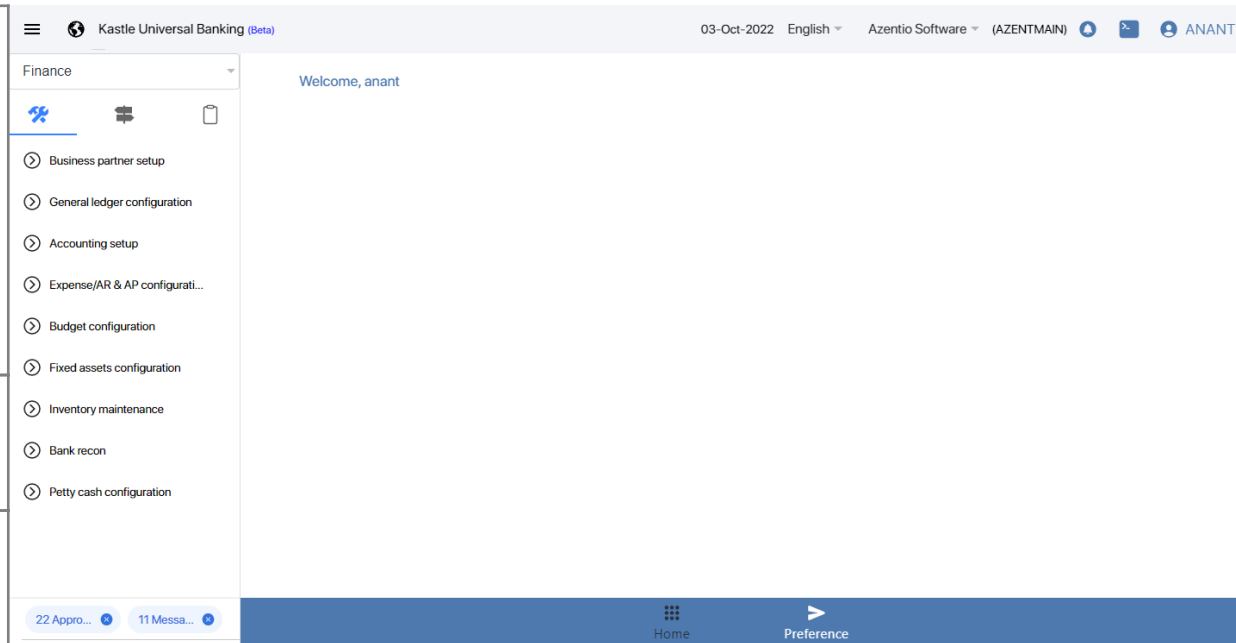 Kastle Universal Banking (Beta) 03-Oct-2022 English Azentio Software (AZENTMAIN) ANANT
Finance
Welcome, anant
Business partner setup
General ledger configuration
Accounting setup
Expense/AR & AP configurati...
Budget configuration
Fixed assets configuration
Inventory maintenance
Bank recon
Petty cash configuration
22 Appro... 11 Messa...
Home Preference